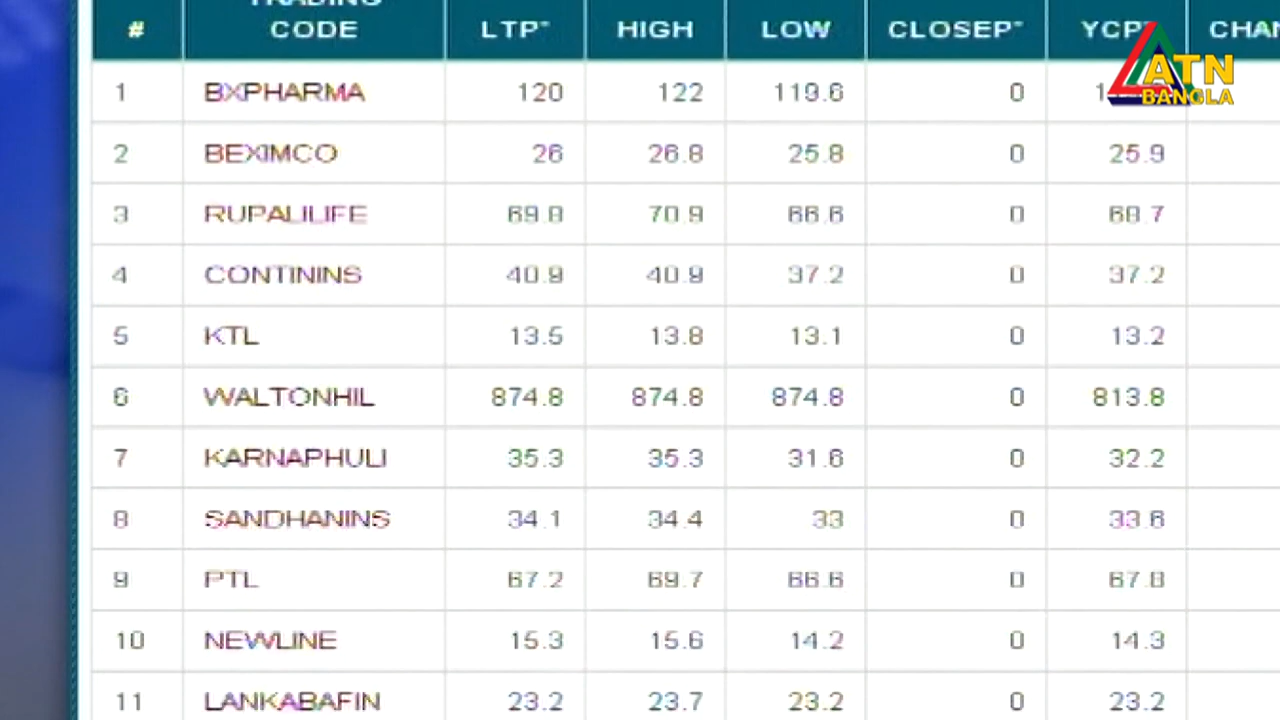 TRADING
# CODE LTP* HIGH LOW CLOSEP* YCP*
1 BXPHARMA 120 122 119.6 0
2 BEXIMCO 26 26.8 25.8 0 25.9
3 RUPALILIFE 69.8 70.9 66.6 0 68.7
4 CONTININS 40.9 40.9 37.2 0 37.2
5 KTL 13.5 13.8 13.1 0 13.2
6 WALTONHIL 874.8 874.8 874.8 0 813.8
7 KARNAPHULI 35.3 35.3 31.6 0 32.2
8 SANDHANINS 34.1 34.4 33 0 33.6
9 PTL 67.2 69.7 66.6 0 67.8
10 NEWLINE 15.3 15.6 14.2 0 14.3
11 LANKABAFIN 23.2 23.7 23.2 0 23.2
ATN
BANGLA